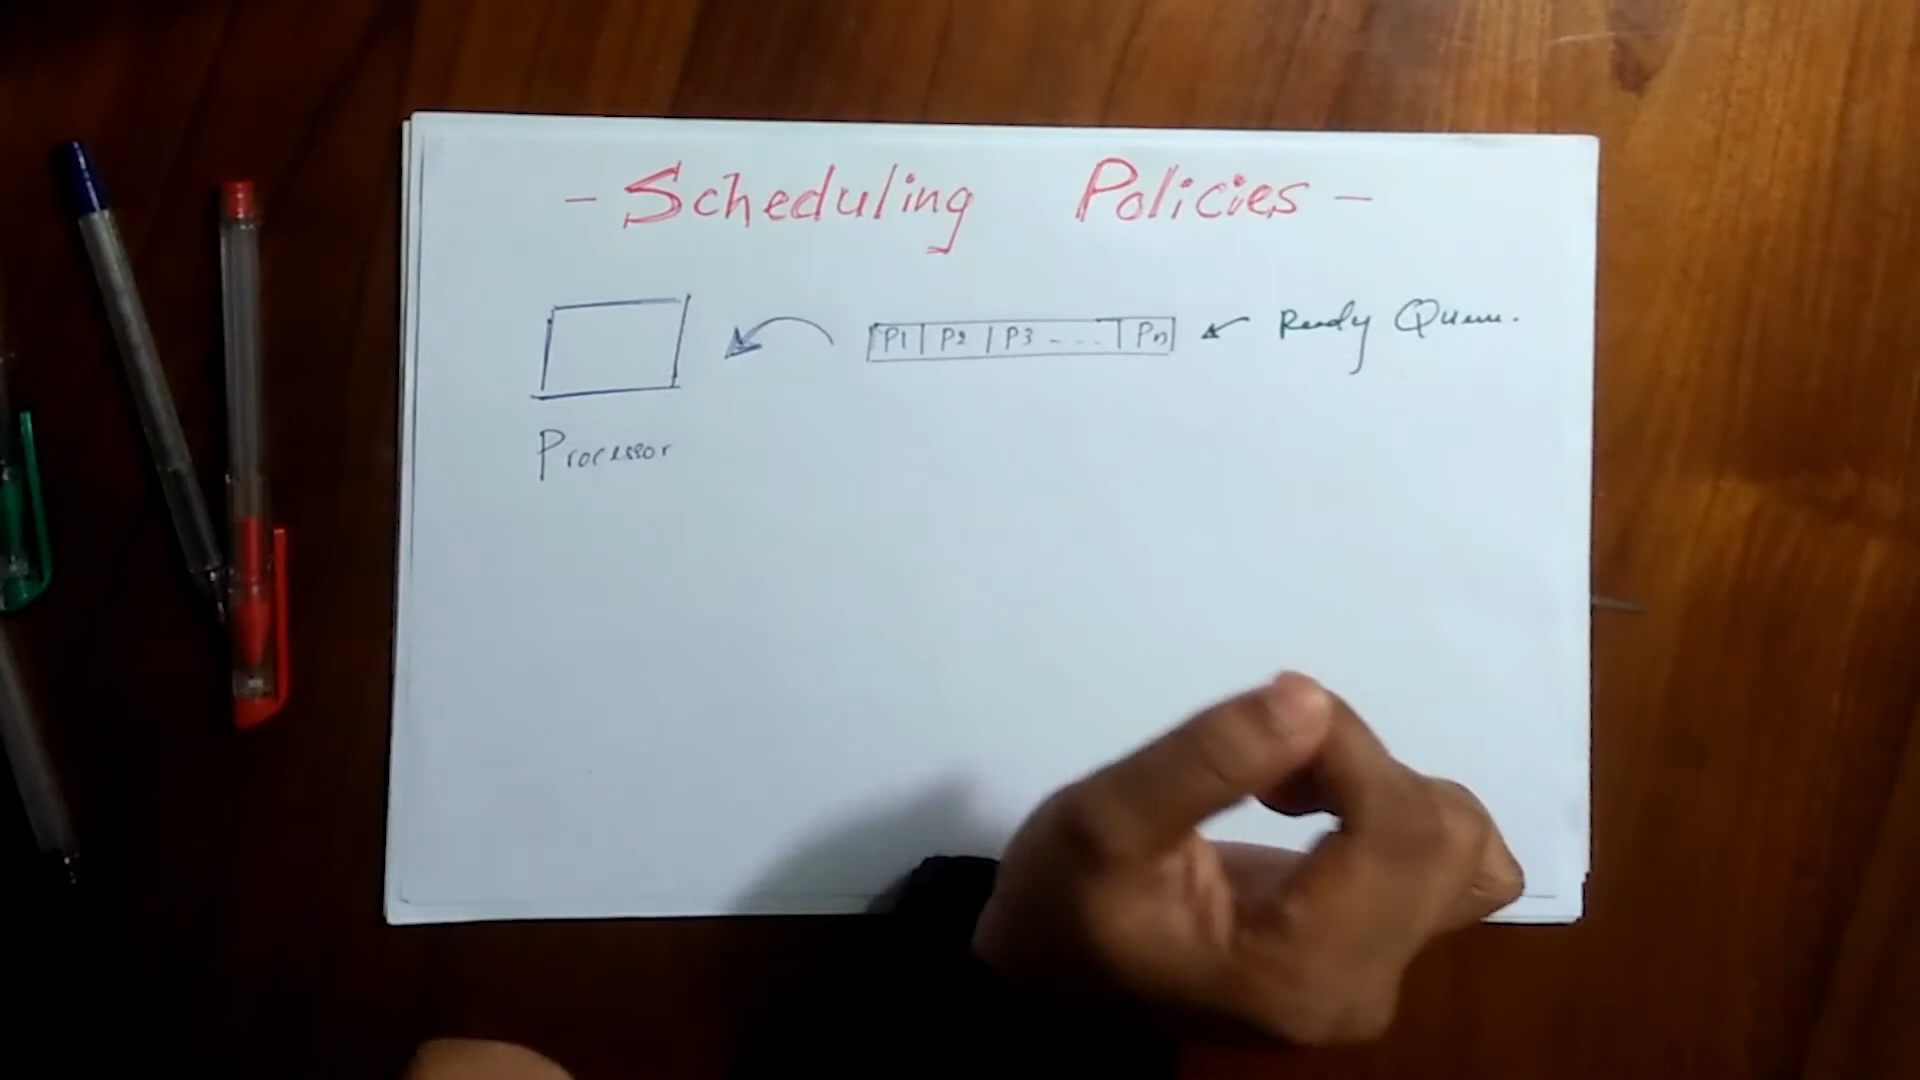 - Scheduling Policies -
P1 P2 P3 - ... Pn ← Ready Queue.
Processor